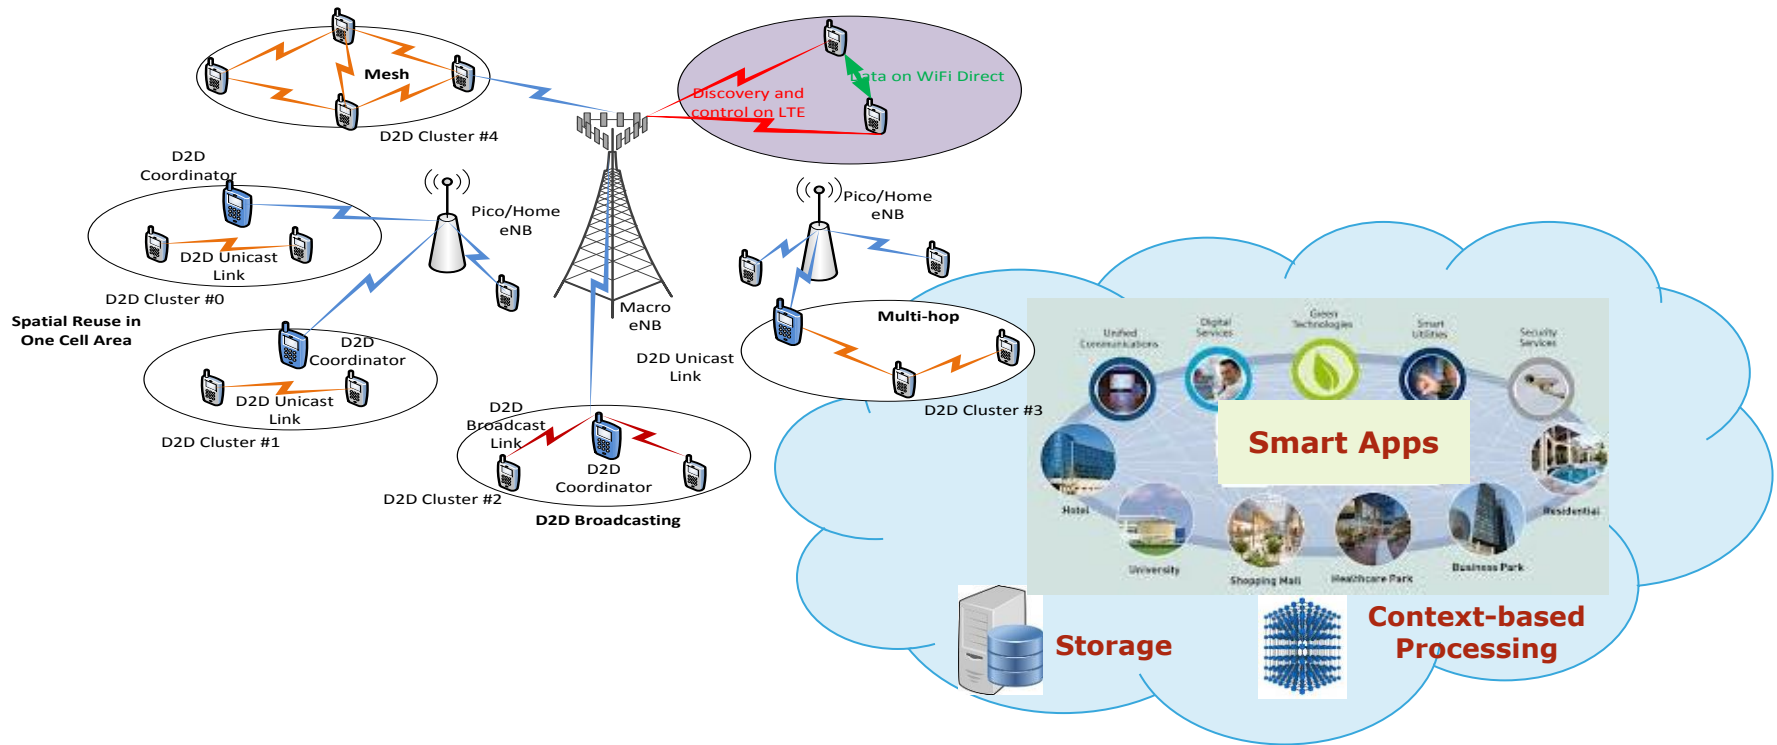 Mesh
D2D Cluster #4
Data on WiFi Direct
Discovery and
control on LTE
D2D
Coordinator
Pico/Home
eNB
D2D Unicast
Link
D2D Cluster #0
Spatial Reuse in
One Cell Area
D2D
Coordinator
D2D Unicast
Link
D2D Cluster #1
Macro
eNB
Pico/Home
eNB
Multi-hop
D2D Unicast
Link
D2D Cluster #3
D2D
Broadcast
Link
D2D
Coordinator
D2D Cluster #2
D2D Broadcasting
Unified
Communications
Digital
Services
Green
Technologies
Smart
Utilities
Security
Services
Smart Apps
Hotel
University
Shopping Mall
Healthcare Park
Business Park
Residential
Storage
Context-based
Processing